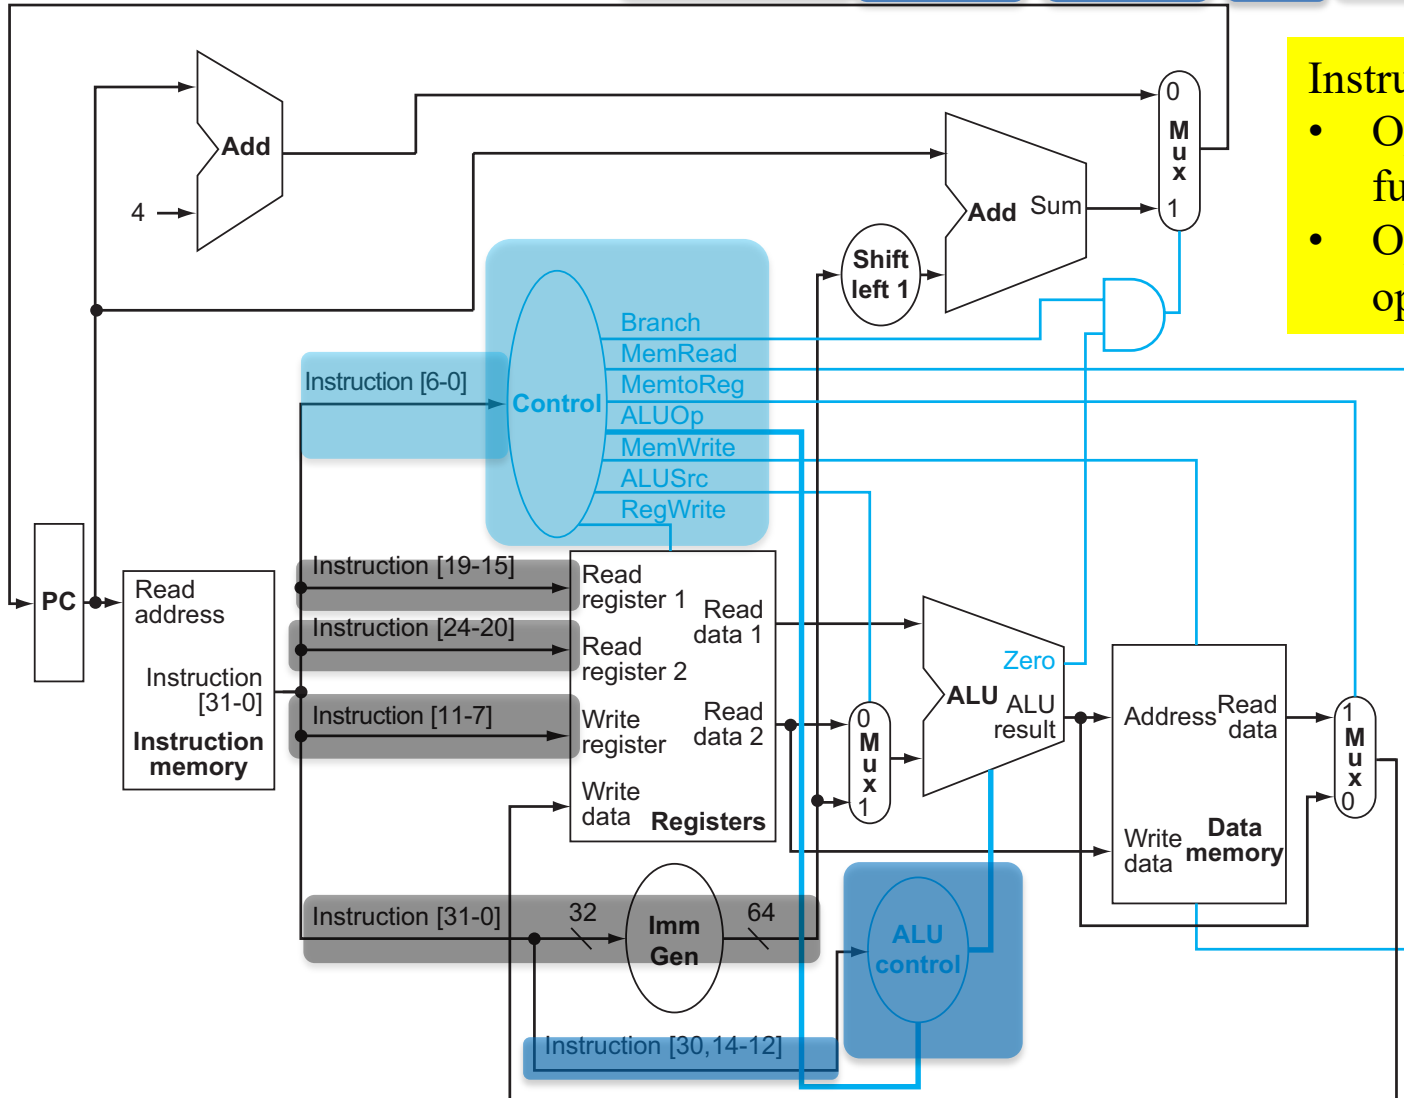 Add
4
Add Sum
0
M
u
x
1
Shift
left 1
Branch
MemRead
MemtoReg
ALUOp
MemWrite
ALUSrc
RegWrite
Control
Instruction [6-0]
PC
Read
address
Instruction
[31-0]
Instruction
memory
Instruction [19-15]
Instruction [24-20]
Instruction [11-7]
Read
register 1
Read
register 2
Write
register
Write
data
Read
data 1
Read
data 2
Registers
0
M
u
x
1
Zero
ALU
ALU
result
Address
Read
data
Write
data
Data
memory
1
M
u
x
0
Instruction [31-0]
32
Imm
Gen
64
ALU
control
Instruction [30,14-12]
Instru
• O
fu
• O
op